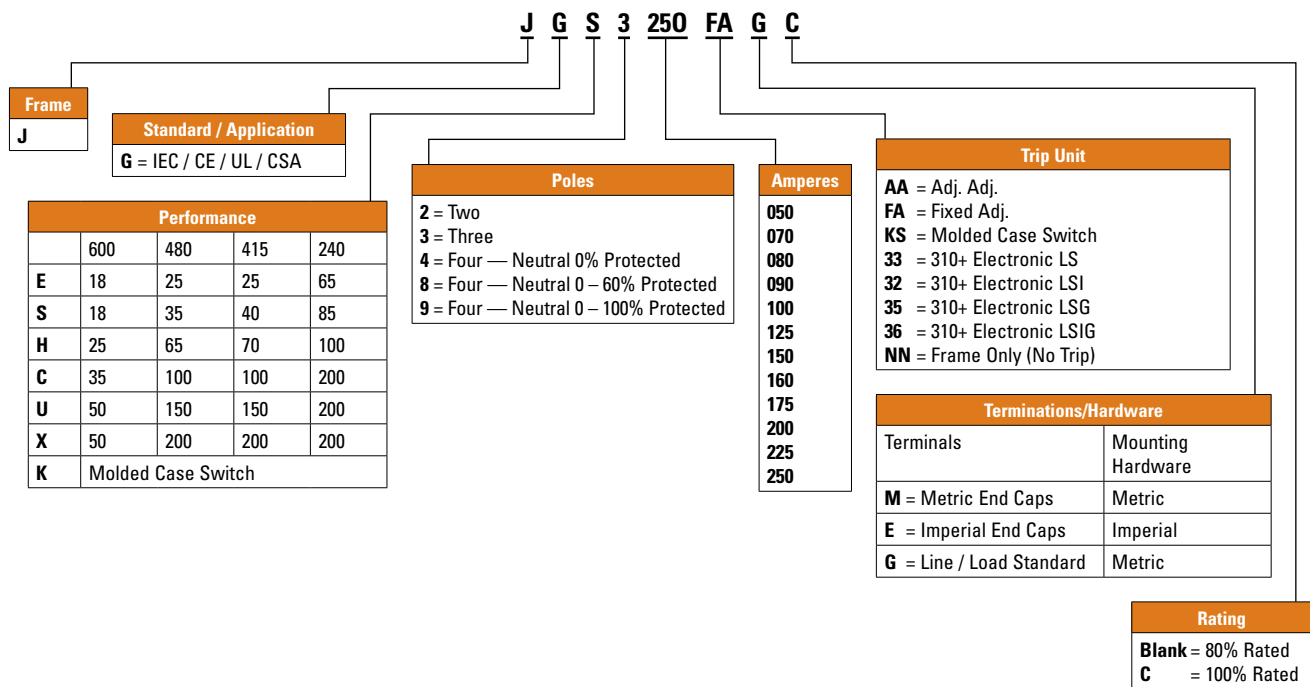 J G S 3 250 FA G C
Frame
J
Standard / Application
G = IEC / CE / UL / CSA
Performance
600 480 415 240
E 18 25 25 65
S 18 35 40 85
H 25 65 70 100
C 35 100 100 200
U 50 150 150 200
X 50 200 200 200
K Molded Case Switch
Poles
2 = Two
3 = Three
4 = Four — Neutral 0% Protected
8 = Four — Neutral 0 – 60% Protected
9 = Four — Neutral 0 – 100% Protected
Amperes
050
070
080
090
100
125
150
160
175
200
225
250
Trip Unit
AA = Adj. Adj.
FA = Fixed Adj.
KS = Molded Case Switch
33 = 310+ Electronic LS
32 = 310+ Electronic LSI
35 = 310+ Electronic LSG
36 = 310+ Electronic LSIG
NN = Frame Only (No Trip)
Terminations/Hardware
Terminals Mounting
Hardware
M = Metric End Caps Metric
E = Imperial End Caps Imperial
G = Line / Load Standard Metric
Rating
Blank = 80% Rated
C = 100% Rated